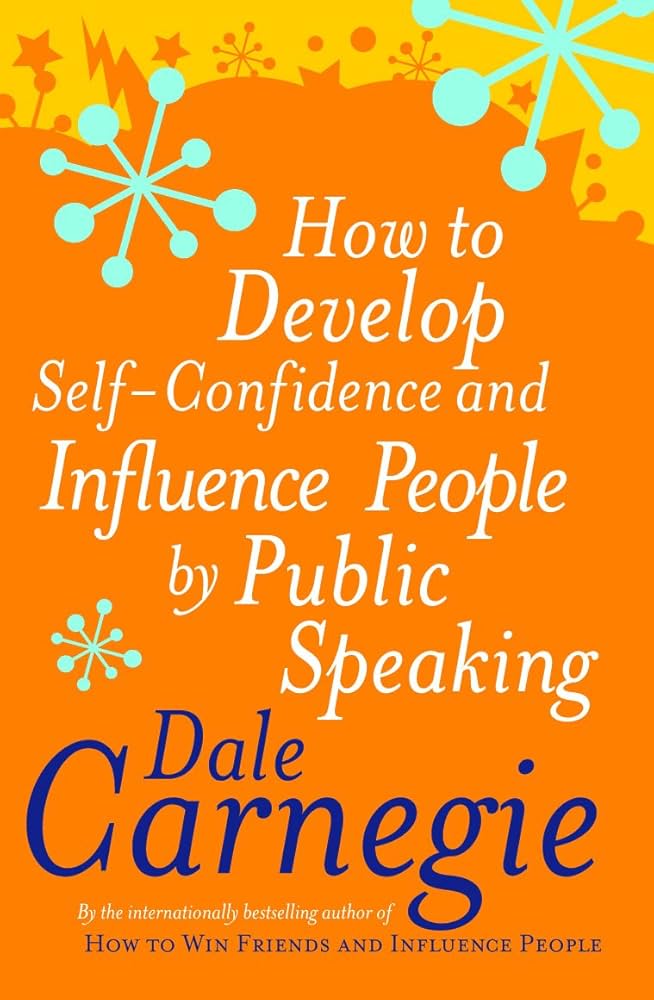 How to
Develop
Self-Confidence and
Influence People
by Public
Speaking
Dale
Carnegie
By the internationally bestselling author of
HOW TO WIN FRIENDS AND INFLUENCE PEOPLE